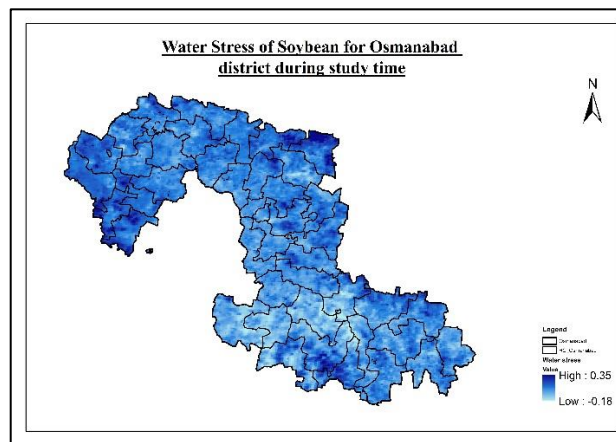 Water Stress of Soybean for Osmanabad
district during study time
N
Legend
Osmanabad
Water stress
Value
High : 0.35
Low : -0.18